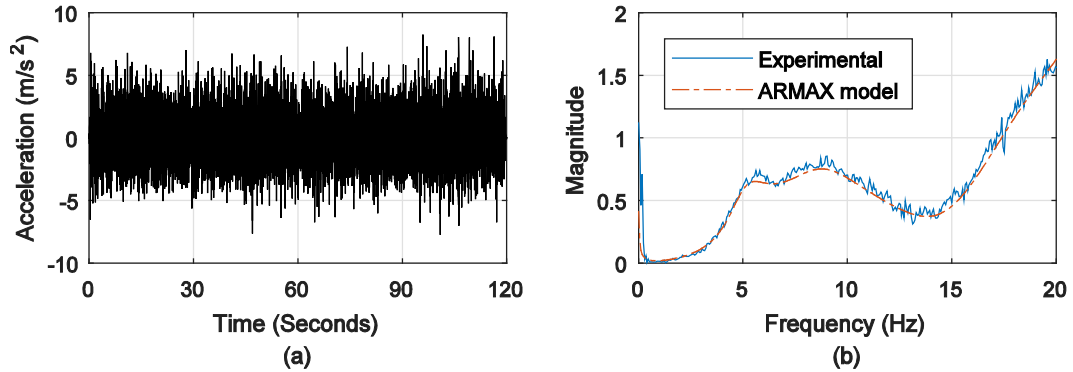 10
5
0
-5
-10
Acceleration (m/s²)
0
30
60
90
120
Time (Seconds)
(a)
2
1.5
1
0.5
0
Magnitude
Experimental
ARMAX model
0
5
10
15
20
Frequency (Hz)
(b)